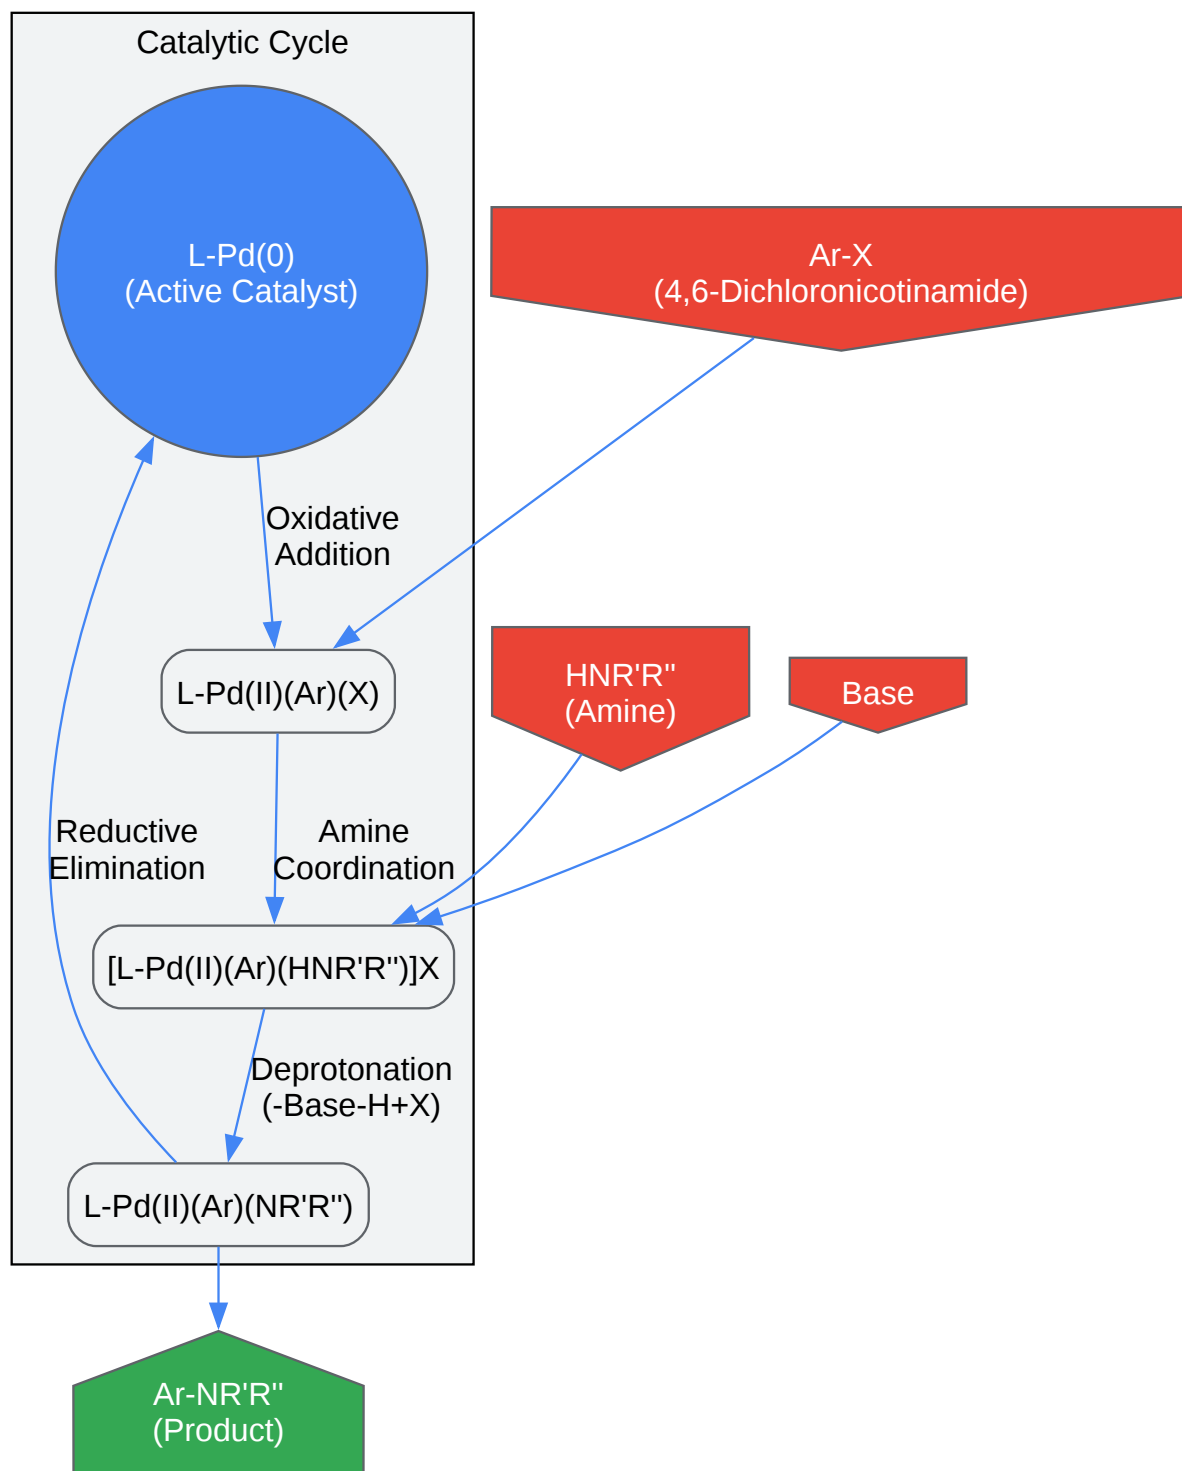 Catalytic Cycle
L-Pd(0)
(Active Catalyst)
Ar-X
(4,6-Dichloronicotinamide)
Oxidative
Addition
L-Pd(II)(Ar)(X)
HNR'R''
(Amine)
Base
Reductive
Elimination
Amine
Coordination
[L-Pd(II)(Ar)(HNR'R'')]X
Deprotonation
(-Base-H+X)
L-Pd(II)(Ar)(NR'R'')
Ar-NR'R''
(Product)